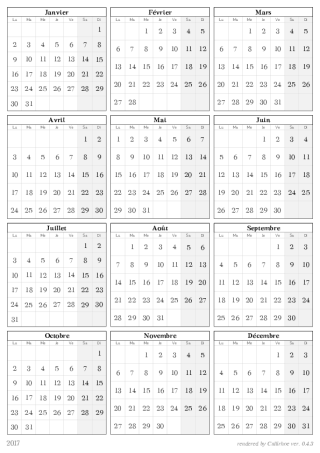 Janvier
Lu Ma Me Je Ve Sa Di
1
2 3 4 5 6 7 8
9 10 11 12 13 14 15
16 17 18 19 20 21 22
23 24 25 26 27 28 29
30 31
Février
Lu Ma Me Je Ve Sa Di
1 2 3 4 5
6 7 8 9 10 11 12
13 14 15 16 17 18 19
20 21 22 23 24 25 26
27 28
Mars
Lu Ma Me Je Ve Sa Di
1 2 3 4 5
6 7 8 9 10 11 12
13 14 15 16 17 18 19
20 21 22 23 24 25 26
27 28 29 30 31
Avril
Lu Ma Me Je Ve Sa Di
1 2
3 4 5 6 7 8 9
10 11 12 13 14 15 16
17 18 19 20 21 22 23
24 25 26 27 28 29 30
Mai
Lu Ma Me Je Ve Sa Di
1 2 3 4 5 6 7
8 9 10 11 12 13 14
15 16 17 18 19 20 21
22 23 24 25 26 27 28
29 30 31
Juin
Lu Ma Me Je Ve Sa Di
1 2 3 4
5 6 7 8 9 10 11
12 13 14 15 16 17 18
19 20 21 22 23 24 25
26 27 28 29 30
Juillet
Lu Ma Me Je Ve Sa Di
1 2
3 4 5 6 7 8 9
10 11 12 13 14 15 16
17 18 19 20 21 22 23
24 25 26 27 28 29 30
31
Août
Lu Ma Me Je Ve Sa Di
1 2 3 4 5 6
7 8 9 10 11 12 13
14 15 16 17 18 19 20
21 22 23 24 25 26 27
28 29 30 31
Septembre
Lu Ma Me Je Ve Sa Di
1 2 3
4 5 6 7 8 9 10
11 12 13 14 15 16 17
18 19 20 21 22 23 24
25 26 27 28 29 30
Octobre
Lu Ma Me Je Ve Sa Di
1
2 3 4 5 6 7 8
9 10 11 12 13 14 15
16 17 18 19 20 21 22
23 24 25 26 27 28 29
30 31
Novembre
Lu Ma Me Je Ve Sa Di
1 2 3 4 5
6 7 8 9 10 11 12
13 14 15 16 17 18 19
20 21 22 23 24 25 26
27 28 29 30
Décembre
Lu Ma Me Je Ve Sa Di
1 2 3
4 5 6 7 8 9 10
11 12 13 14 15 16 17
18 19 20 21 22 23 24
25 26 27 28 29 30 31
2017
rendered by Calirhoe ver. 0.4.3